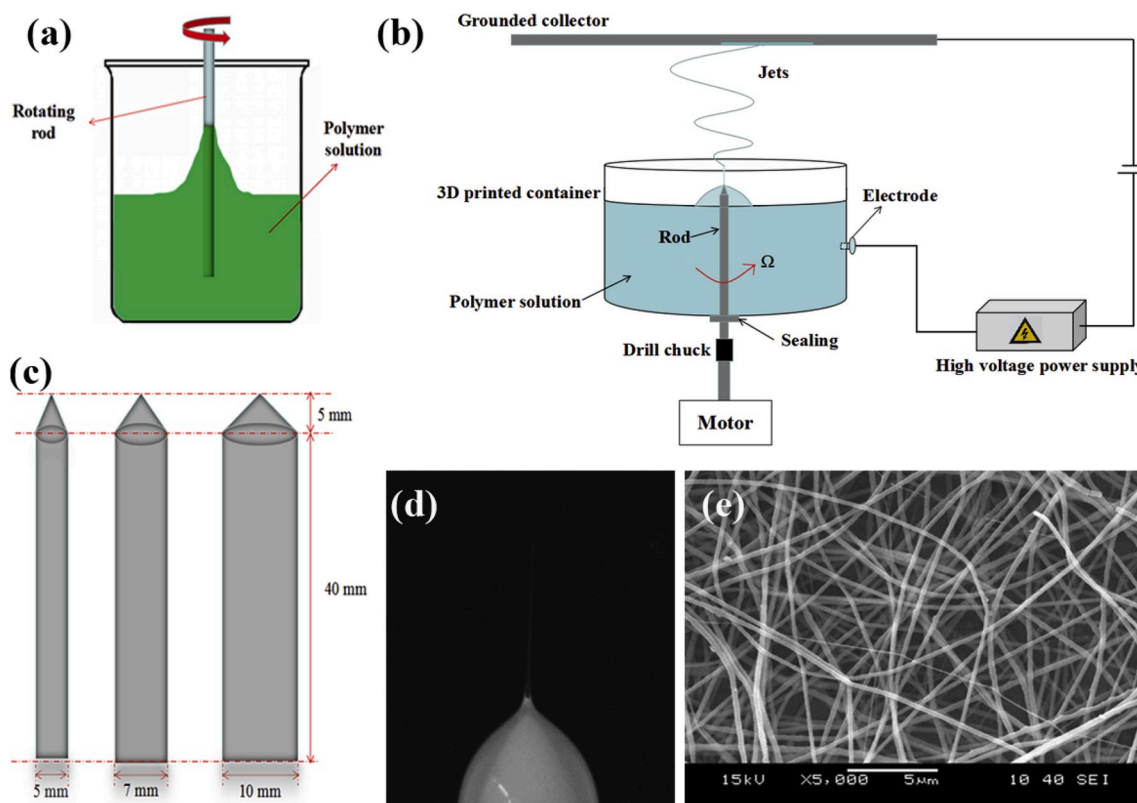 (a)
Rotating
rod
Polymer
solution
(b)
Grounded collector
Jets
3D printed container
Electrode
Rod
Ω
Polymer solution
Sealing
Drill chuck
High voltage power supply
Motor
(c)
5 mm
40 mm
5 mm
7 mm
10 mm
(d)
(e)
15kV X5,000 5μm 10 40 SEI